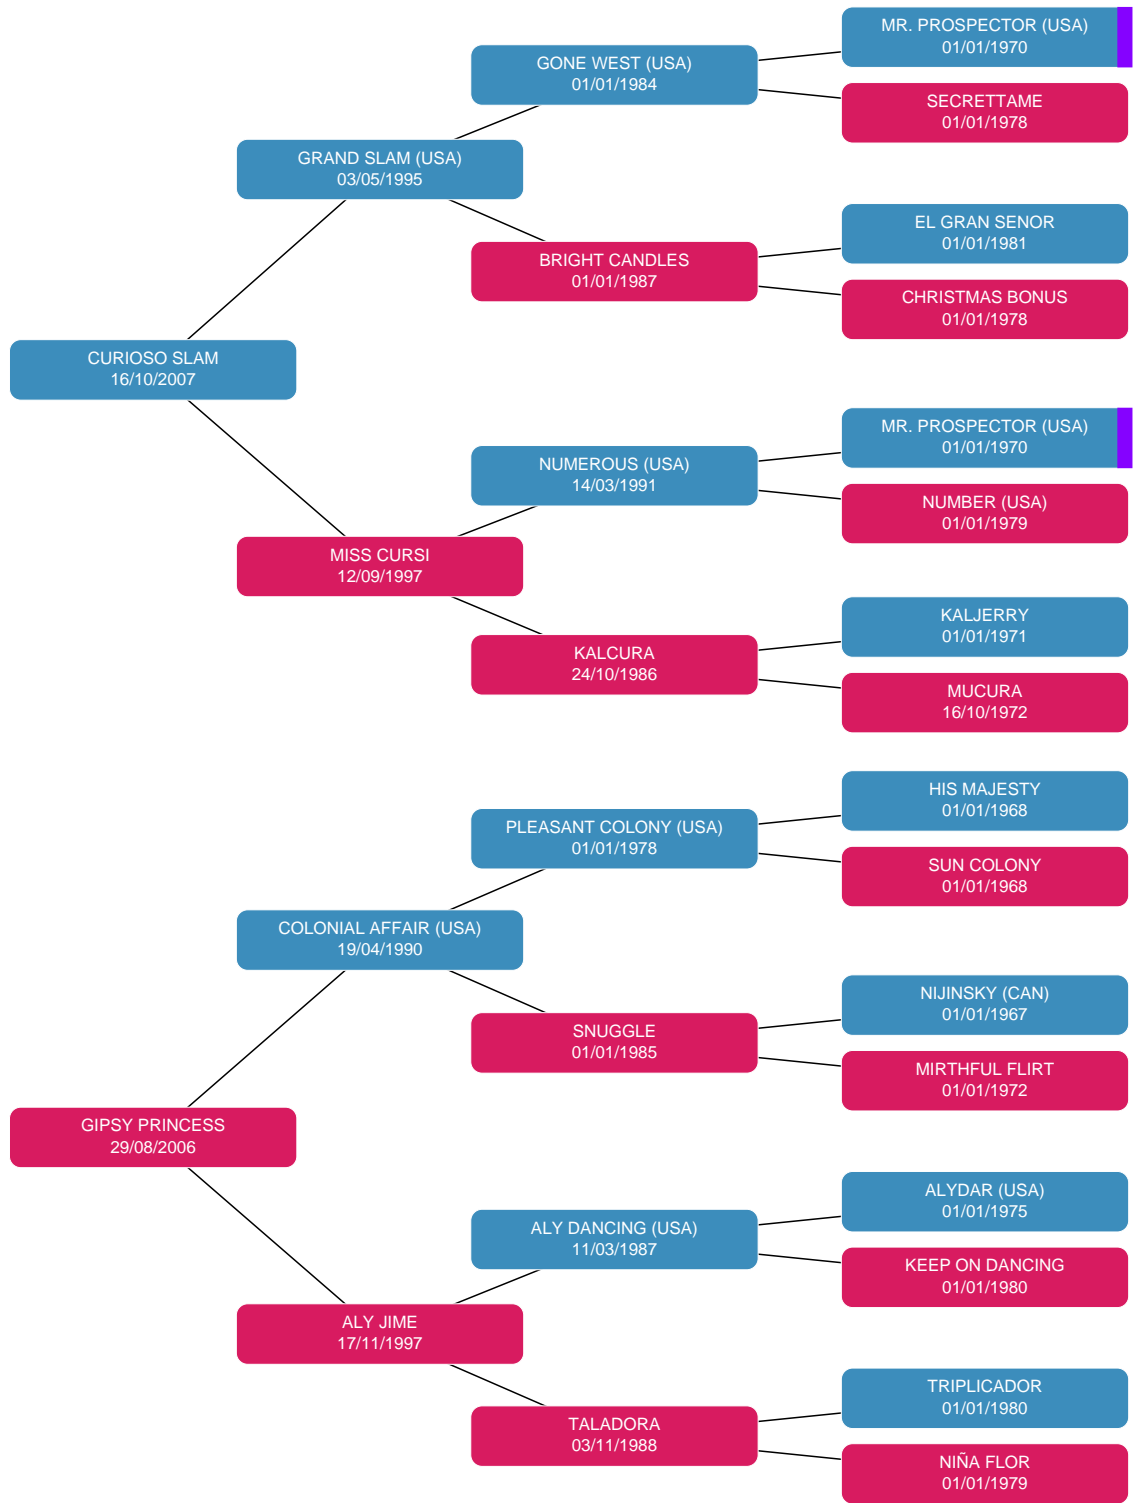 MR. PROSPECTOR (USA)
01/01/1970
GONE WEST (USA)
01/01/1984
SECRETTAME
01/01/1978
GRAND SLAM (USA)
03/05/1995
EL GRAN SENOR
01/01/1981
BRIGHT CANDLES
01/01/1987
CHRISTMAS BONUS
01/01/1978
CURIOSO SLAM
16/10/2007
MR. PROSPECTOR (USA)
01/01/1970
NUMEROUS (USA)
14/03/1991
NUMBER (USA)
01/01/1979
MISS CURSI
12/09/1997
KALJERRY
01/01/1971
KALCURA
24/10/1986
MUCURA
16/10/1972
HIS MAJESTY
01/01/1968
PLEASANT COLONY (USA)
01/01/1978
SUN COLONY
01/01/1968
COLONIAL AFFAIR (USA)
19/04/1990
NIJINSKY (CAN)
01/01/1967
SNUGGLE
01/01/1985
MIRTHFUL FLIRT
01/01/1972
GIPSY PRINCESS
29/08/2006
ALYDAR (USA)
01/01/1975
ALY DANCING (USA)
11/03/1987
KEEP ON DANCING
01/01/1980
ALY JIME
17/11/1997
TRIPLICADOR
01/01/1980
TALADORA
03/11/1988
NIÑA FLOR
01/01/1979